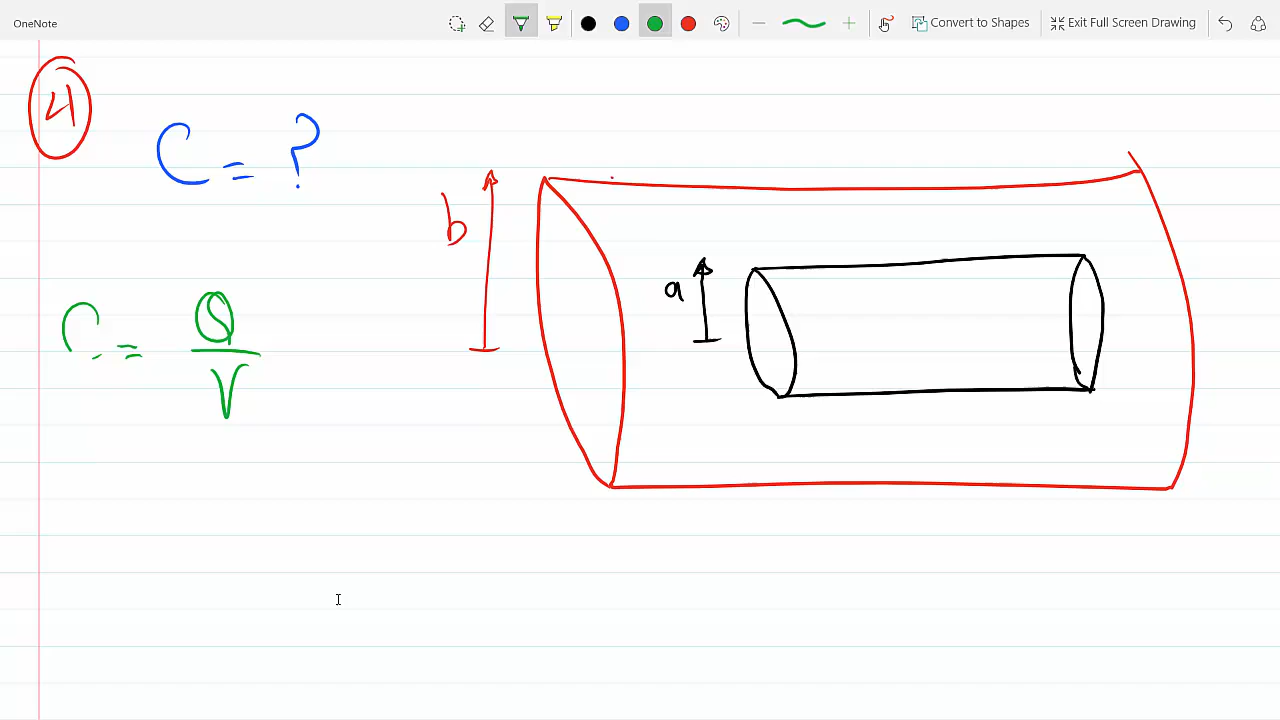 OneNote
Convert to Shapes
Exit Full Screen Drawing
4
C = ?
b
a
C = Q
V